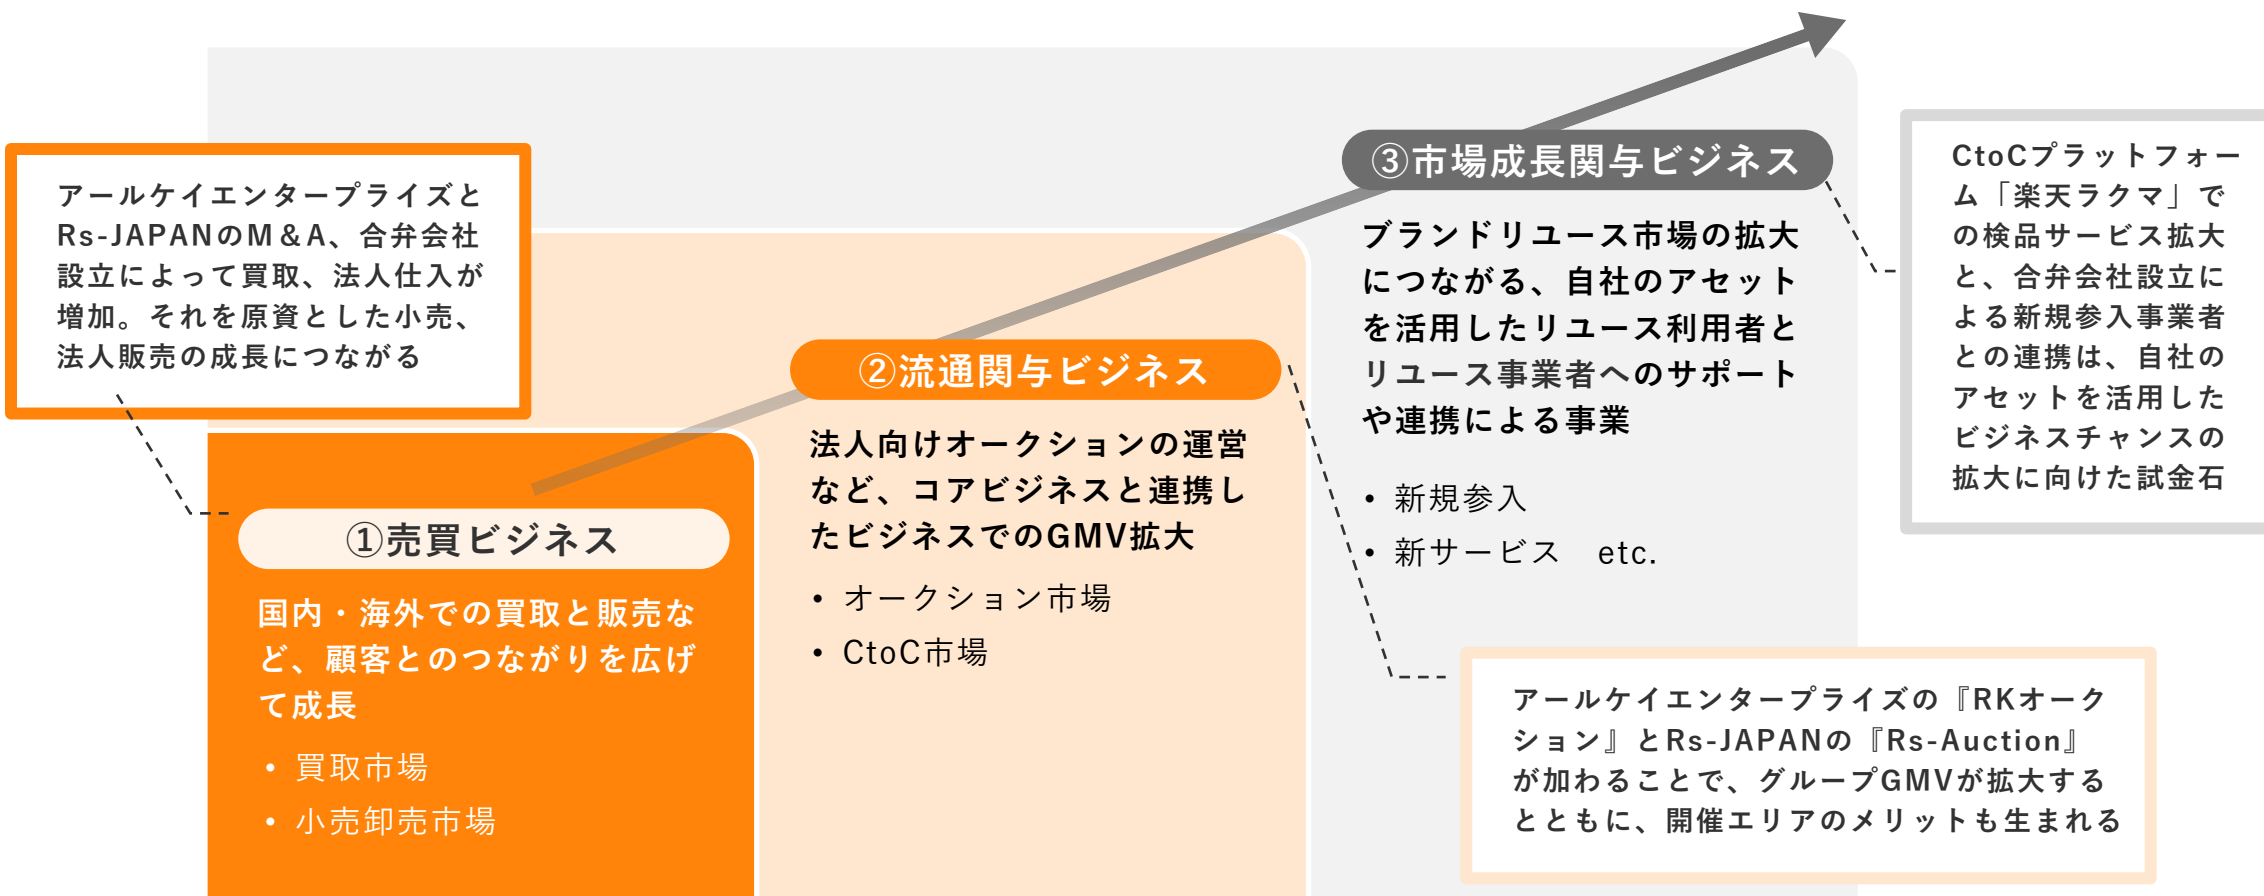 アールケイエンタープライズと
Rs-JAPANのM＆A、合弁会社
設立によって買取、法人仕入が
増加。それを原資とした小売、
法人販売の成長につながる
①売買ビジネス
国内・海外での買取と販売な
ど、顧客とのつながりを広げ
て成長
• 買取市場
• 小売卸売市場
②流通関与ビジネス
法人向けオークションの運営
など、コアビジネスと連携し
たビジネスでのGMV拡大
• オークション市場
• CtoC市場
③市場成長関与ビジネス
ブランドリユース市場の拡大
につながる、自社のアセット
を活用したリユース利用者と
リユース事業者へのサポート
や連携による事業
• 新規参入
• 新サービス　etc.
CtoCプラットフォー
ム「楽天ラクマ」で
の検品サービス拡大
と、合弁会社設立に
よる新規参入事業者
との連携は、自社の
アセットを活用した
ビジネスチャンスの
拡大に向けた試金石
アールケイエンタープライズの『RKオーク
ション』とRs-JAPANの『Rs-Auction』
が加わることで、グループGMVが拡大する
とともに、開催エリアのメリットも生まれる